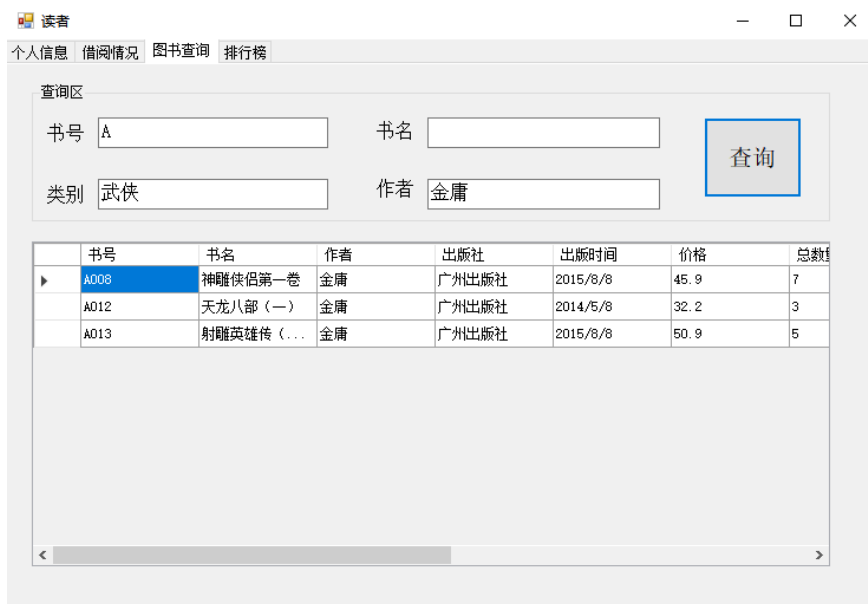 读者
个人信息 借阅情况 图书查询 排行榜
查询区
书号 A 书名
查询
类别 武侠 作者 金庸
书号 书名 作者 出版社 出版时间 价格 总数量
A008 神雕侠侣第一卷 金庸 广州出版社 2015/8/8 45.9 7
A012 天龙八部（一） 金庸 广州出版社 2014/5/8 32.2 3
A013 射雕英雄传（... 金庸 广州出版社 2015/8/8 50.9 5